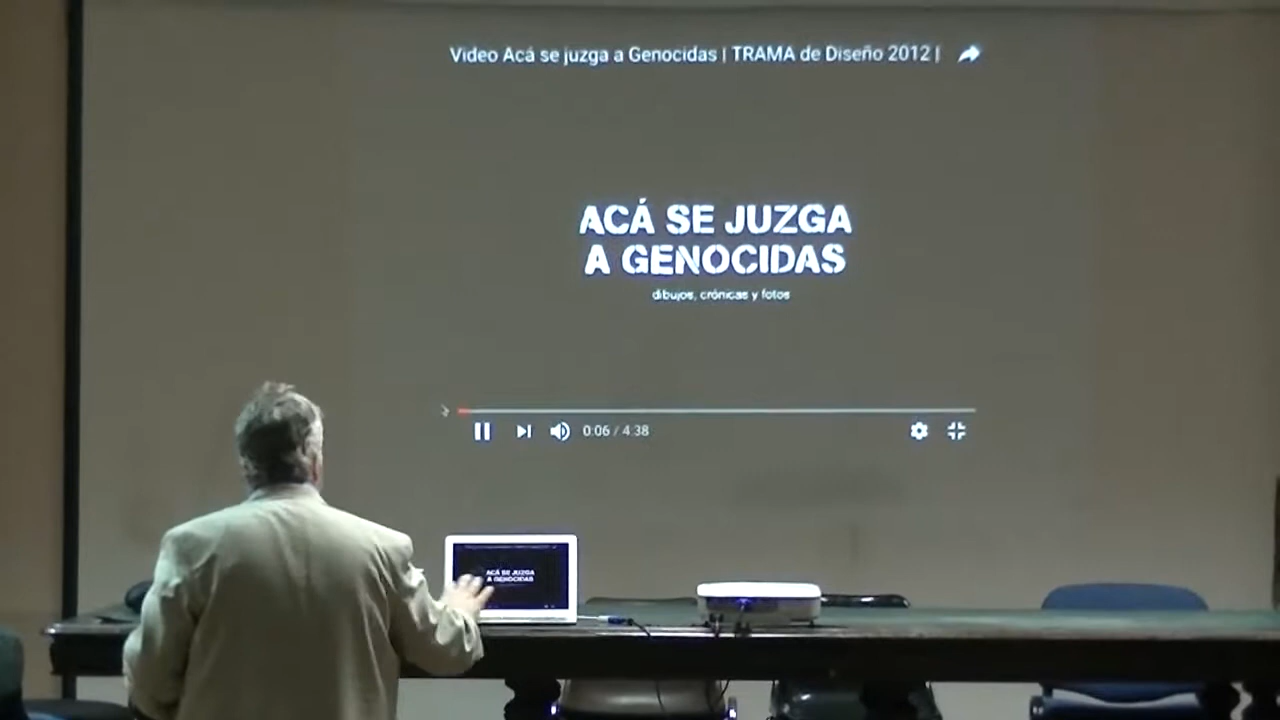 Video Acá se juzga a Genocidas | TRAMA de Diseño 2012 |
ACÁ SE JUZGA
A GENOCIDAS
dibujos, crónicas y fotos
0:06 / 4:38
ACÁ SE JUZGA
A GENOCIDAS